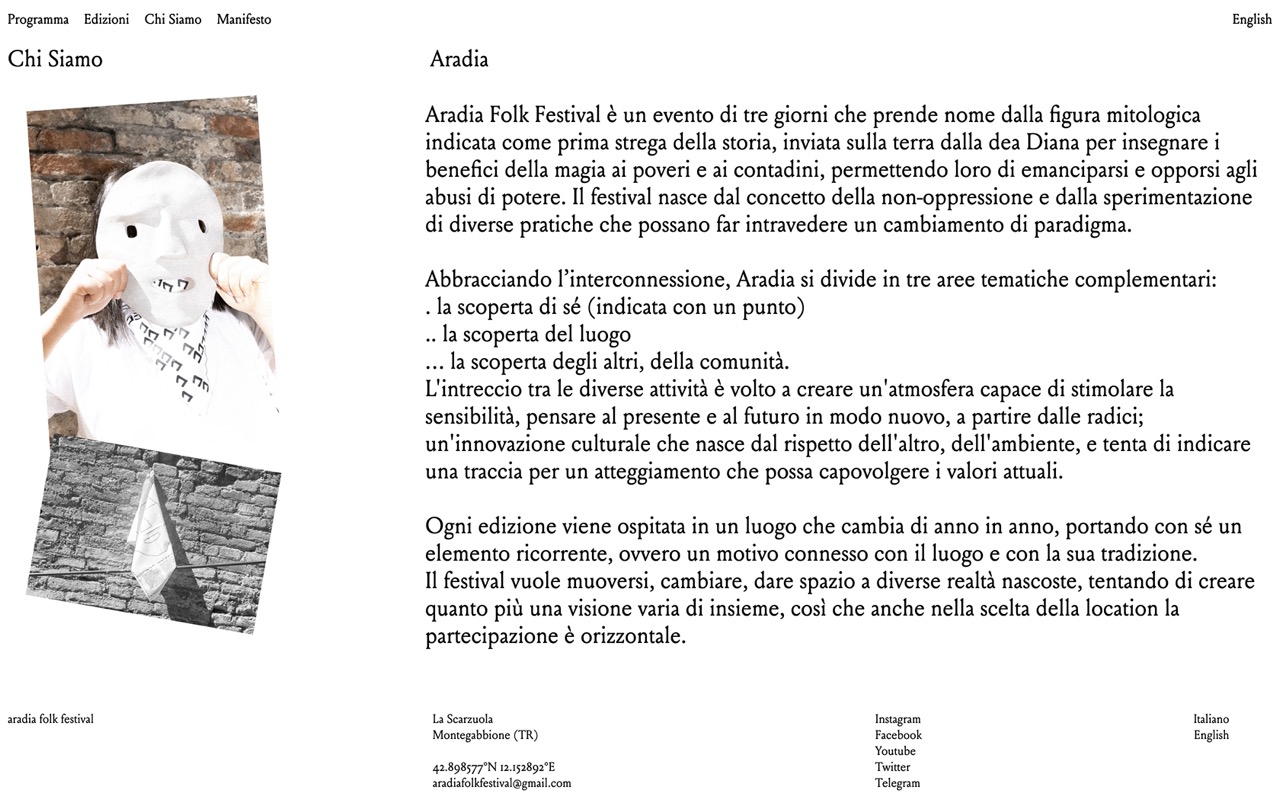 Programma Edizioni Chi Siamo Manifesto English
Chi Siamo
Aradia
Aradia Folk Festival è un evento di tre giorni che prende nome dalla figura mitologica
indicata come prima strega della storia, inviata sulla terra dalla dea Diana per insegnare i
benefici della magia ai poveri e ai contadini, permettendo loro di emanciparsi e opporsi agli
abusi di potere. Il festival nasce dal concetto della non-oppressione e dalla sperimentazione
di diverse pratiche che possano far intravedere un cambiamento di paradigma.
Abbracciando l’interconnessione, Aradia si divide in tre aree tematiche complementari:
. la scoperta di sé (indicata con un punto)
.. la scoperta del luogo
... la scoperta degli altri, della comunità.
L'intreccio tra le diverse attività è volto a creare un'atmosfera capace di stimolare la
sensibilità, pensare al presente e al futuro in modo nuovo, a partire dalle radici;
un'innovazione culturale che nasce dal rispetto dell'altro, dell'ambiente, e tenta di indicare
una traccia per un atteggiamento che possa capovolgere i valori attuali.
Ogni edizione viene ospitata in un luogo che cambia di anno in anno, portando con sé un
elemento ricorrente, ovvero un motivo connesso con il luogo e con la sua tradizione.
Il festival vuole muoversi, cambiare, dare spazio a diverse realtà nascoste, tentando di creare
quanto più una visione varia di insieme, così che anche nella scelta della location la
partecipazione è orizzontale.
aradia folk festival
La Scarzuola
Montegabbione (TR)
42.898577°N 12.152892°E
aradiafolkfestival@gmail.com
Instagram
Facebook
Youtube
Twitter
Telegram
Italiano
English